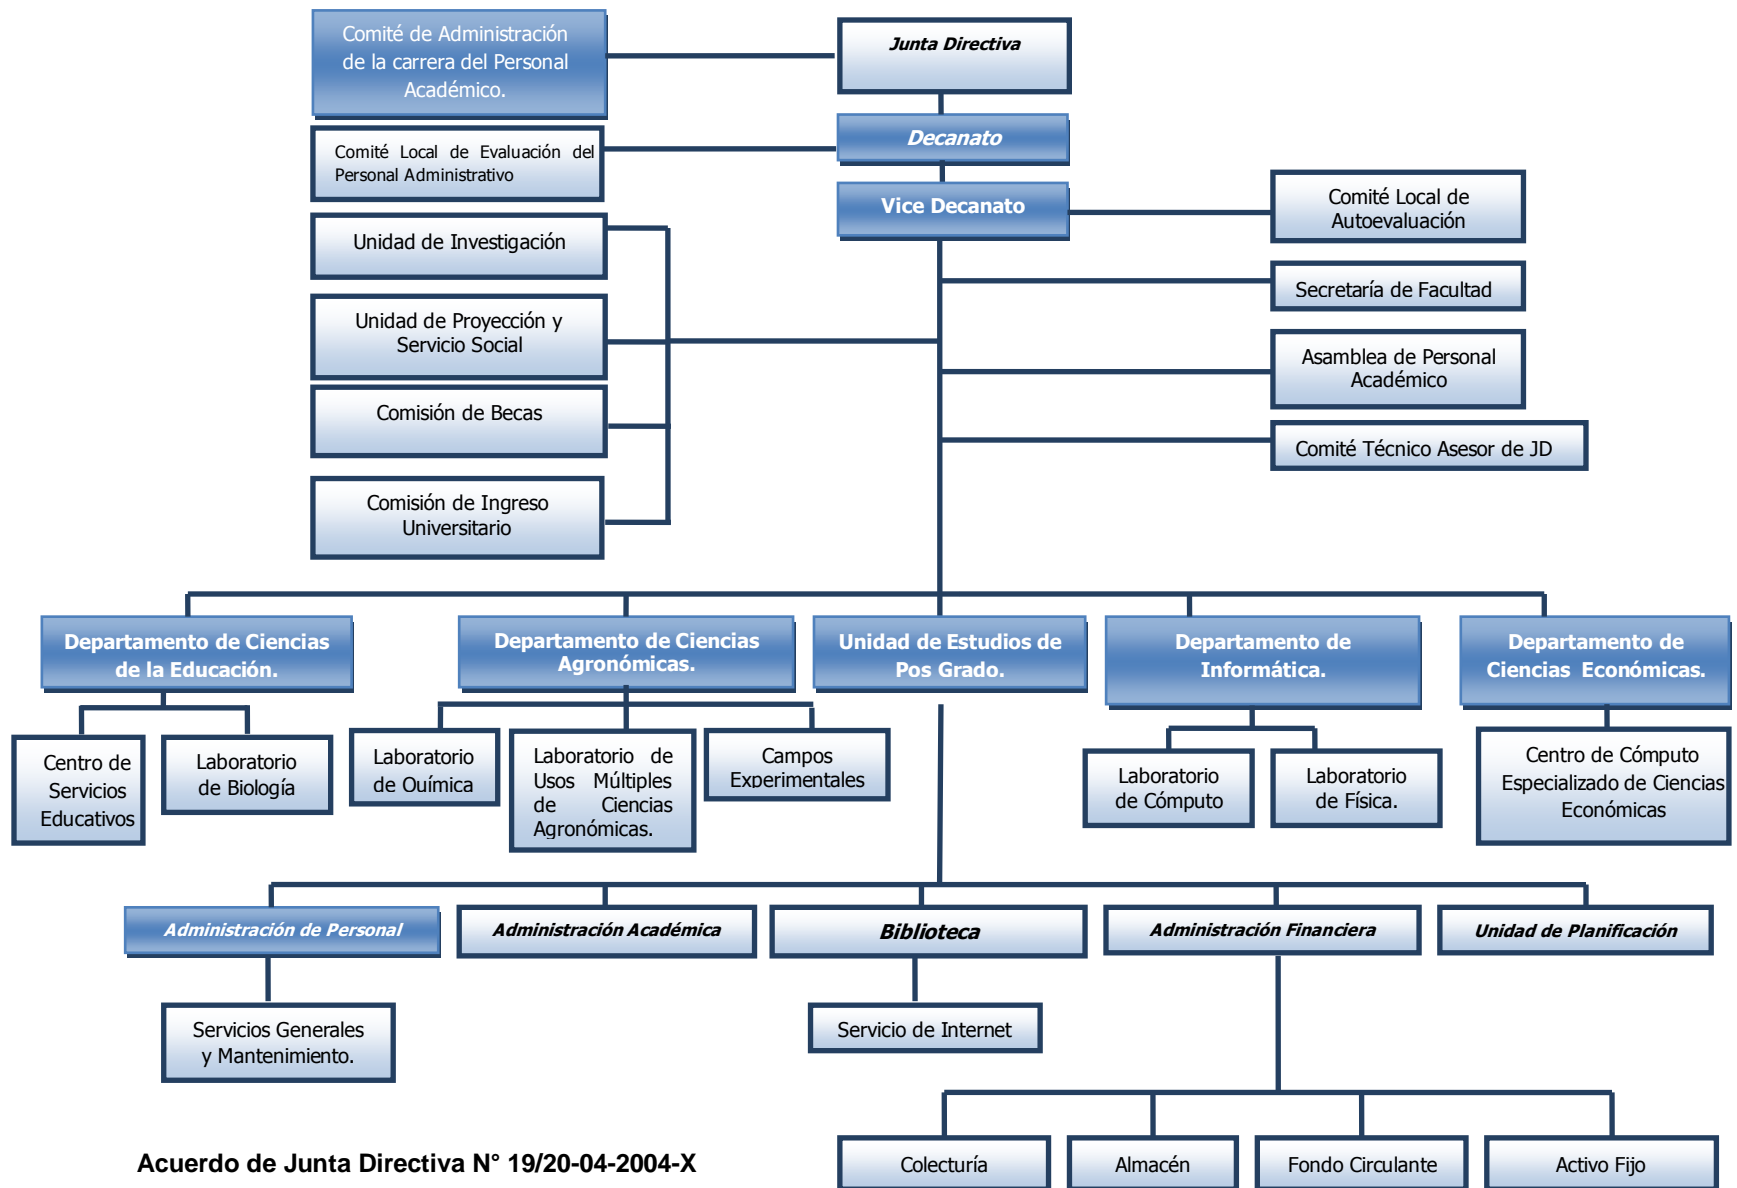 Comité de Administración
de la carrera del Personal
Académico.
Junta Directiva
Decanato
Comité Local de Evaluación del
Personal Administrativo
Vice Decanato
Comité Local de
Autoevaluación
Unidad de Investigación
Secretaría de Facultad
Unidad de Proyección y
Servicio Social
Asamblea de Personal
Académico
Comisión de Becas
Comité Técnico Asesor de JD
Comisión de Ingreso
Universitario
Departamento de Ciencias
de la Educación.
Departamento de Ciencias
Agronómicas.
Unidad de Estudios de
Pos Grado.
Departamento de
Informática.
Departamento de
Ciencias Económicas.
Centro de
Servicios
Educativos
Laboratorio
de Biología
Laboratorio
de Química
Laboratorio de
Usos Múltiples
de Ciencias
Agronómicas.
Campos
Experimentales
Laboratorio
de Cómputo
Laboratorio
de Física.
Centro de Cómputo
Especializado de Ciencias
Económicas
Administración de Personal
Administración Académica
Biblioteca
Administración Financiera
Unidad de Planificación
Servicios Generales
y Mantenimiento.
Servicio de Internet
Colecturía
Almacén
Fondo Circulante
Activo Fijo
Acuerdo de Junta Directiva N° 19/20-04-2004-X